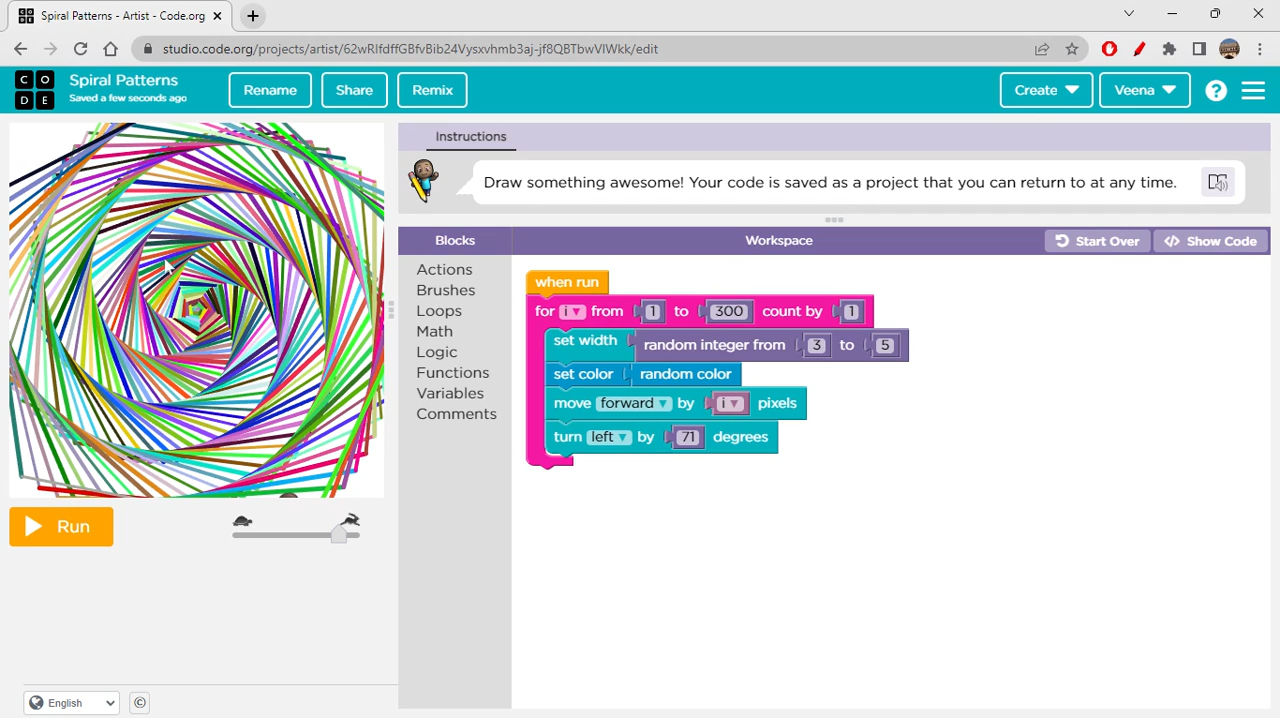 Spiral Patterns - Artist - Code.org
studio.code.org/projects/artist/62wRIfdffGBfvBib24Vysxvhmb3aj-jf8QBTbwVIWkk/edit
C O D E
Spiral Patterns
Saved a few seconds ago
Rename
Share
Remix
Create
Veena
?
Instructions
Draw something awesome! Your code is saved as a project that you can return to at any time.
Blocks
Workspace
Start Over
</> Show Code
Actions
Brushes
Loops
Math
Logic
Functions
Variables
Comments
when run
for i from 1 to 300 count by 1
set width random integer from 3 to 5
set color random color
move forward by i pixels
turn left by 71 degrees
Run
English
©